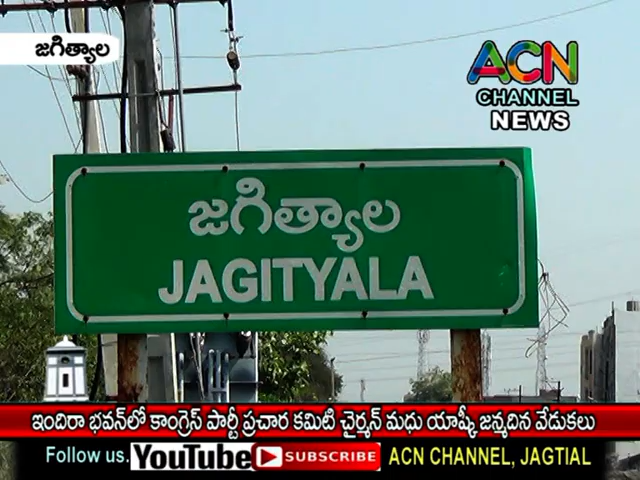 జగిత్యాల
ACN
CHANNEL
NEWS
జగిత్యాల
JAGITYALA
ఇందిరా భవన్‌లో కాంగ్రెస్ పార్టీ ప్రచార కమిటి చైర్మన్ మధు యాష్కీ జన్మదిన వేడుకలు
Follow us. YouTube SUBSCRIBE ACN CHANNEL, JAGTIAL